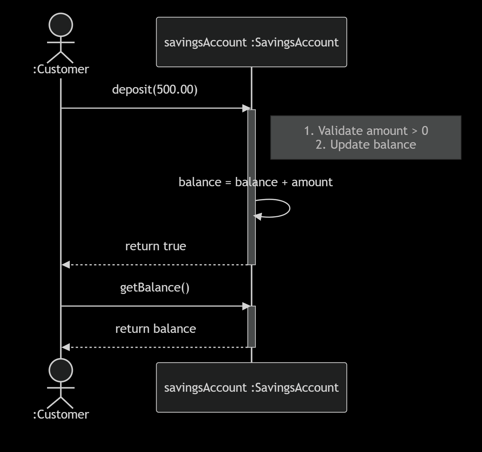 savingsAccount :SavingsAccount
:Customer
deposit(500.00)
1. Validate amount > 0
2. Update balance
balance = balance + amount
return true
getBalance()
return balance
savingsAccount :SavingsAccount
:Customer